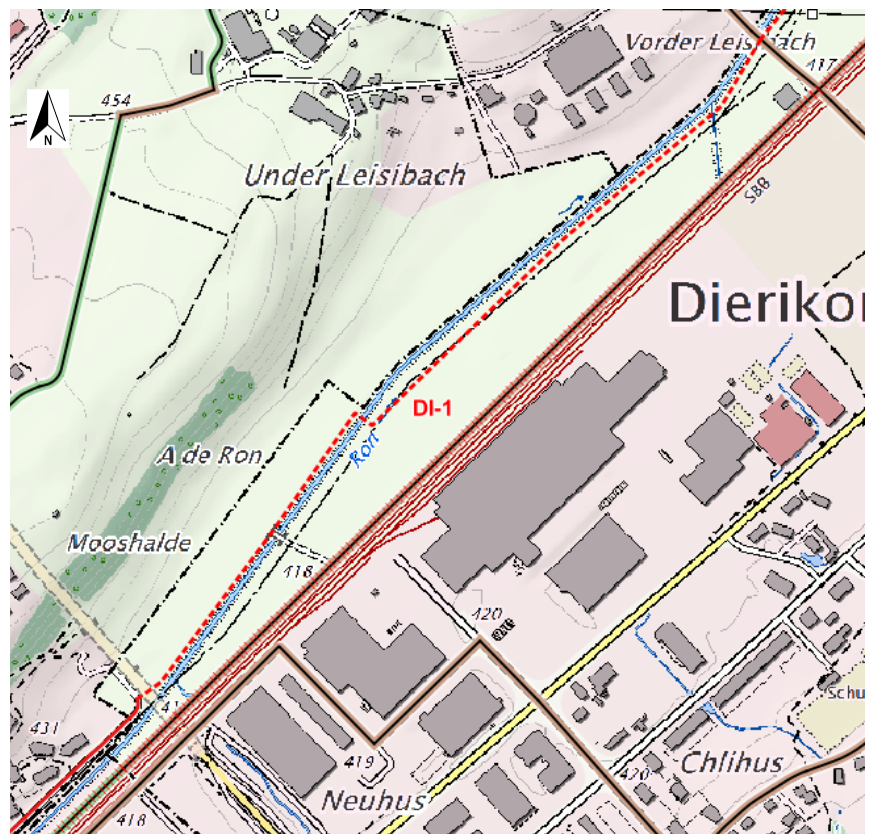 Vorder Leisibach
417
454
N
Under Leisibach
SBB
Dierikon
DI-1
Ron
A de Ron
Mooshalde
418
420
Schu
431
41
419
Chlihus
420
Neuhus
418